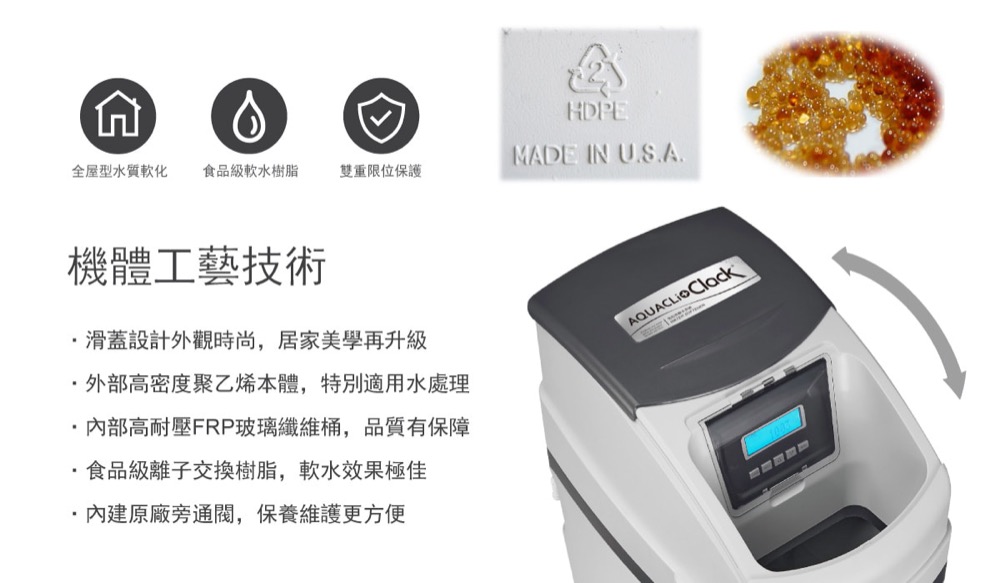 全屋型水質軟化
食品級軟水樹脂
雙重限位保護
2
HDPE
MADE IN U.S.A.
機體工藝技術
・滑蓋設計外觀時尚，居家美學再升級
・外部高密度聚乙烯本體，特別適用水處理
・內部高耐壓FRP玻璃纖維桶，品質有保障
・食品級離子交換樹脂，軟水效果極佳
・內建原廠旁通閥，保養維護更方便
AQUACLi Clack